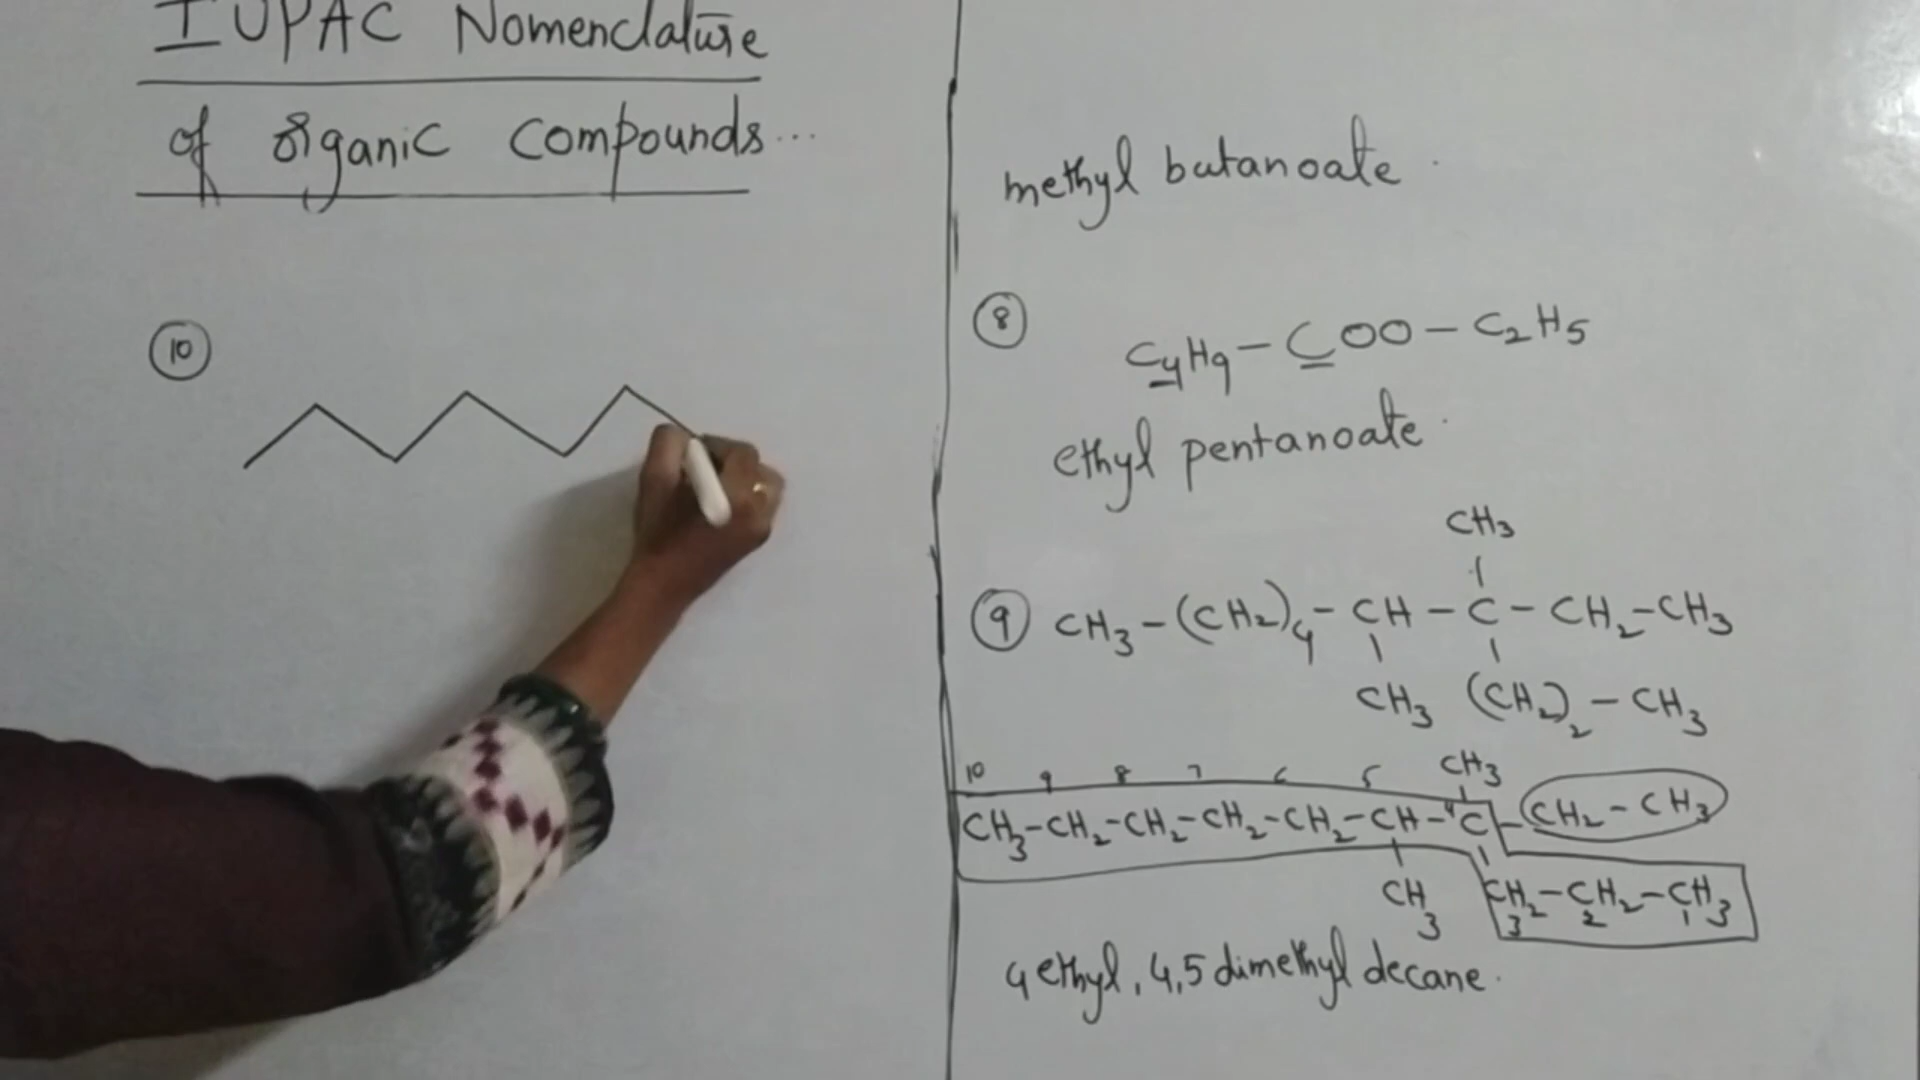 IUPAC Nomenclature
of organic compounds...
10
methyl butanoate.
8
C4H9-COO-C2H5
ethyl pentanoate.
CH3
9 CH3-(CH2)4-CH-C-CH2-CH3
CH3 (CH2)2-CH3
10 9 8 7 6 5 CH3
CH3-CH2-CH2-CH2-CH2-CH-4C-CH2-CH3
CH3 CH2-CH2-CH3
3 2 1
4 ethyl, 4,5 dimethyl decane.